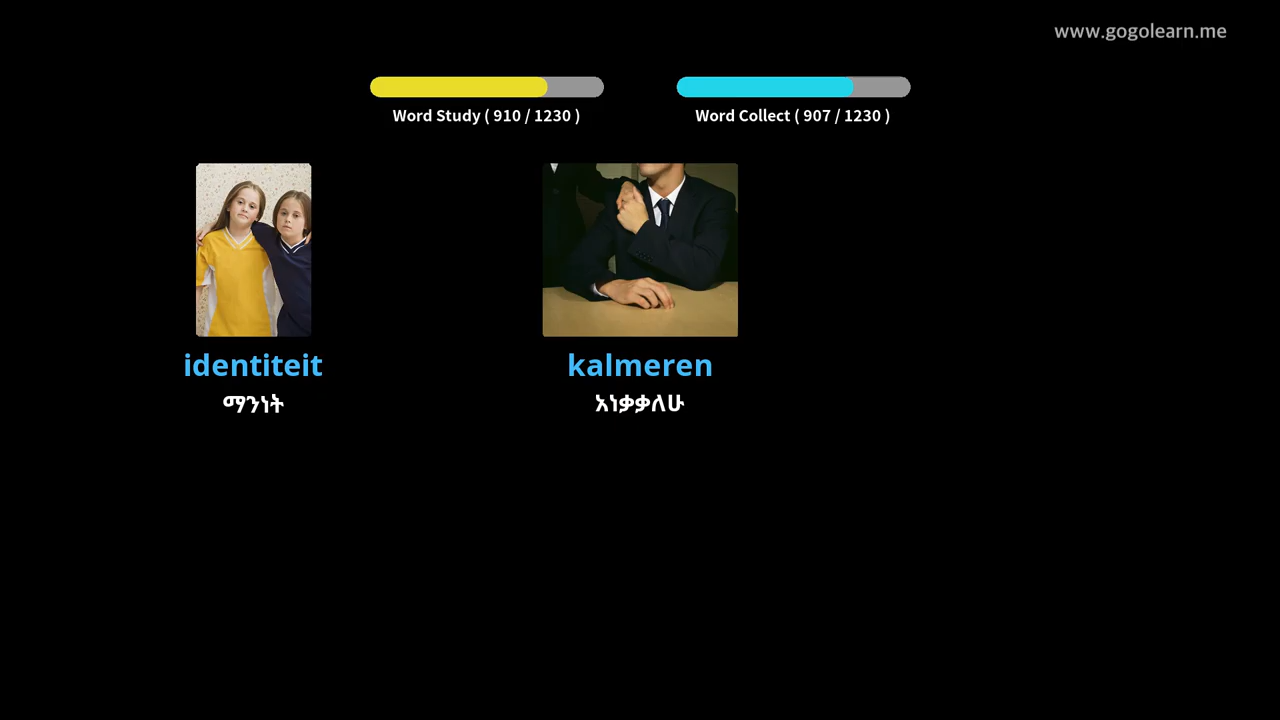 www.gogolearn.me
Word Study ( 910 / 1230 )
Word Collect ( 907 / 1230 )
identiteit
ማንነት
kalmeren
አነቃቃለሁ